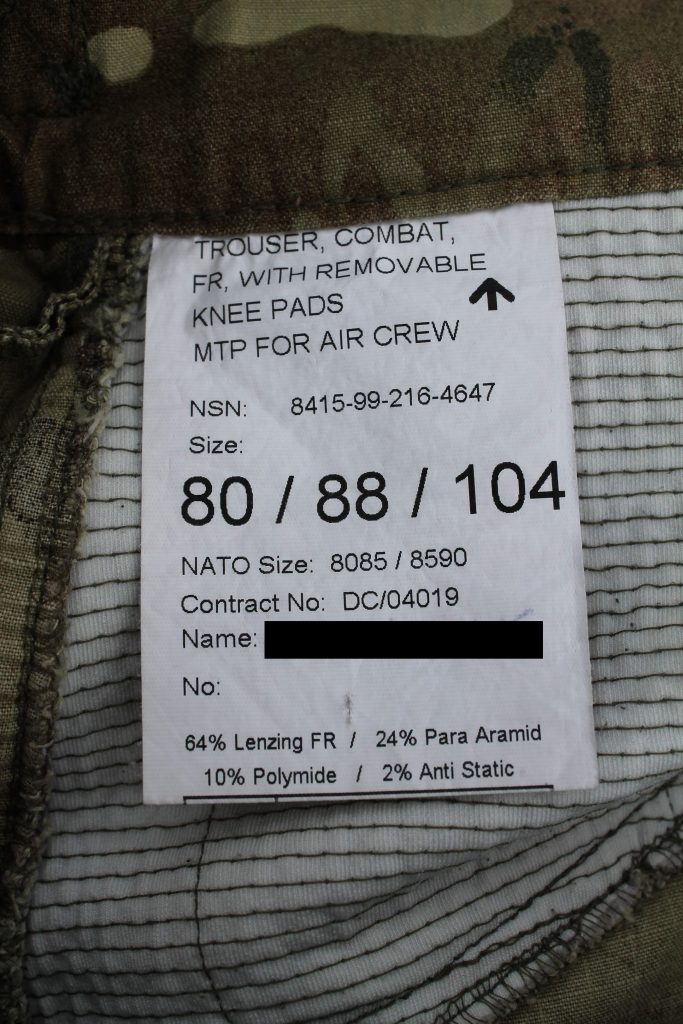 TROUSER, COMBAT,
FR, WITH REMOVABLE
KNEE PADS
MTP FOR AIR CREW
NSN: 8415-99-216-4647
Size:
80 / 88 / 104
NATO Size: 8085 / 8590
Contract No: DC/04019
Name:
No:
64% Lenzing FR / 24% Para Aramid
10% Polymide / 2% Anti Static